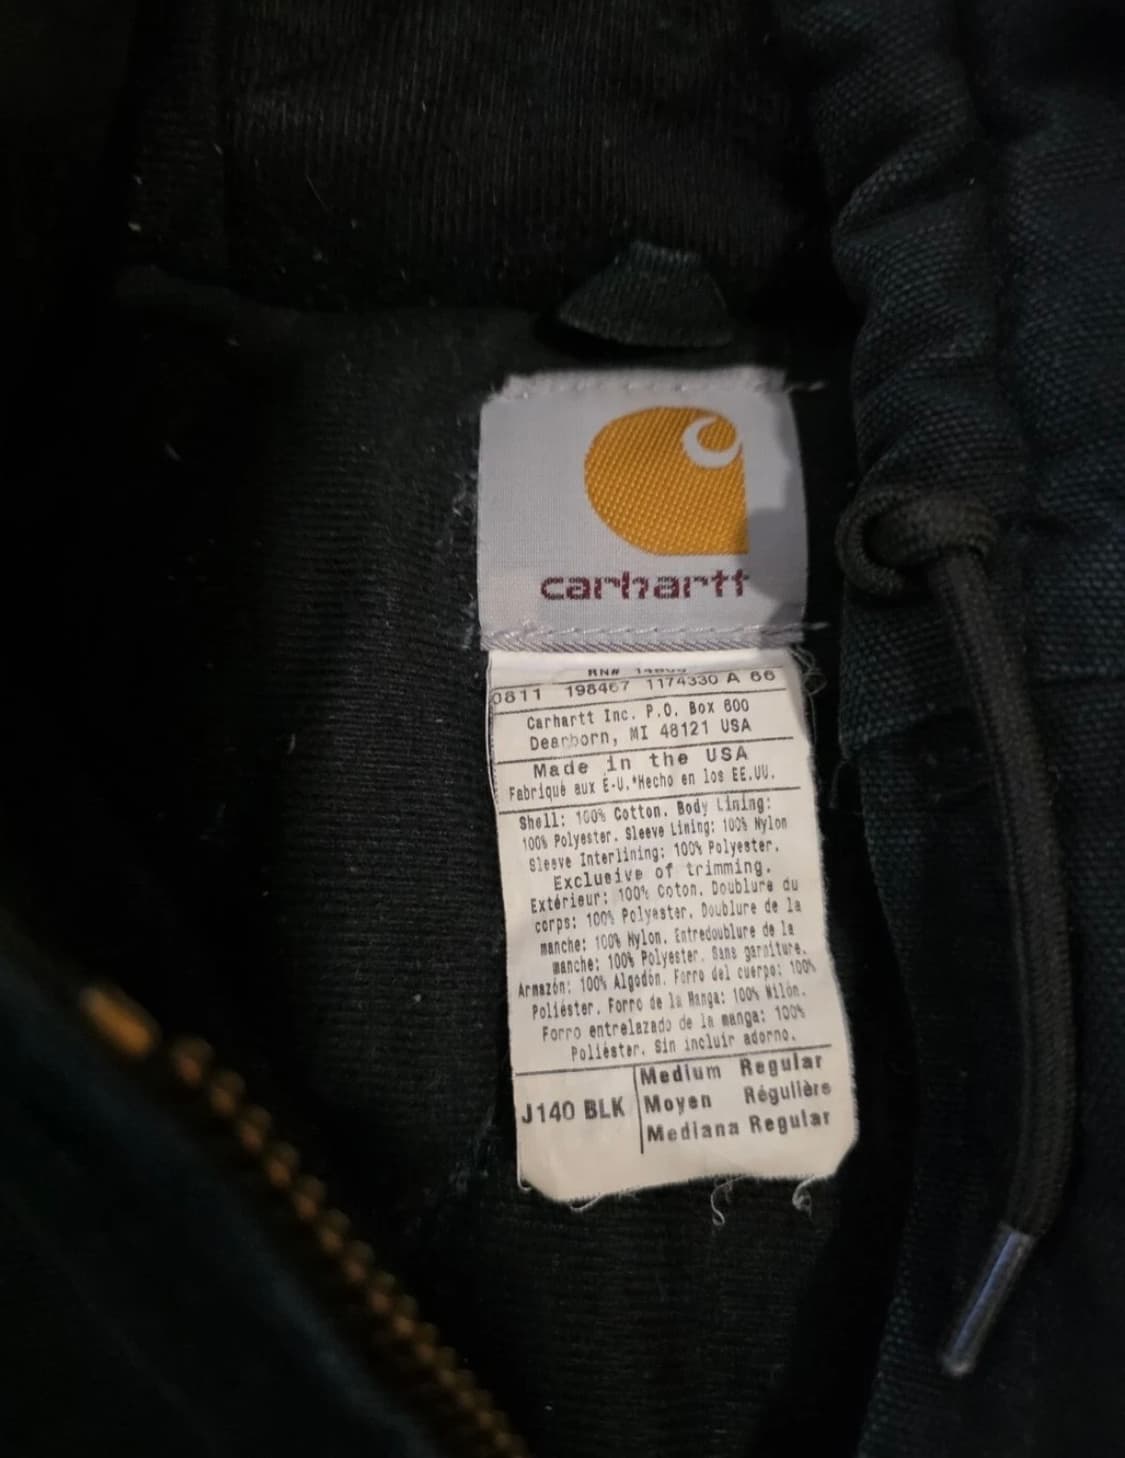 carhartt
RN#
0811 198467 1174330 A 66
Carhartt Inc. P.O. Box 600
Dearborn, MI 48121 USA
Made in the USA
Fabriqué aux É-U.*Hecho en los EE.UU.
Shell: 100% Cotton. Body Lining:
100% Polyester. Sleeve Lining: 100% Nylon
Sleeve Interlining: 100% Polyester.
Exclusive of trimming.
Extérieur: 100% Coton. Doublure du
corps: 100% Polyester. Doublure de la
manche: 100% Nylon. Entredoublure de la
manche: 100% Polyester. Sans garniture.
Armazón: 100% Algodón. Forro del cuerpo: 100%
Poliéster. Forro de la Manga: 100% Nilón.
Forro entrelazado de la manga: 100%
Poliéster. Sin incluir adorno.
J140 BLK
Medium Regular
Moyen Régulière
Mediana Regular